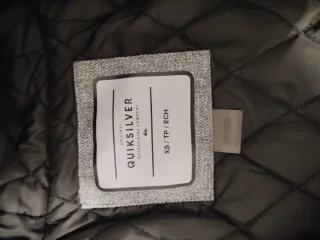 ORIGINAL
QUIKSILVER
XS / TP / ECH